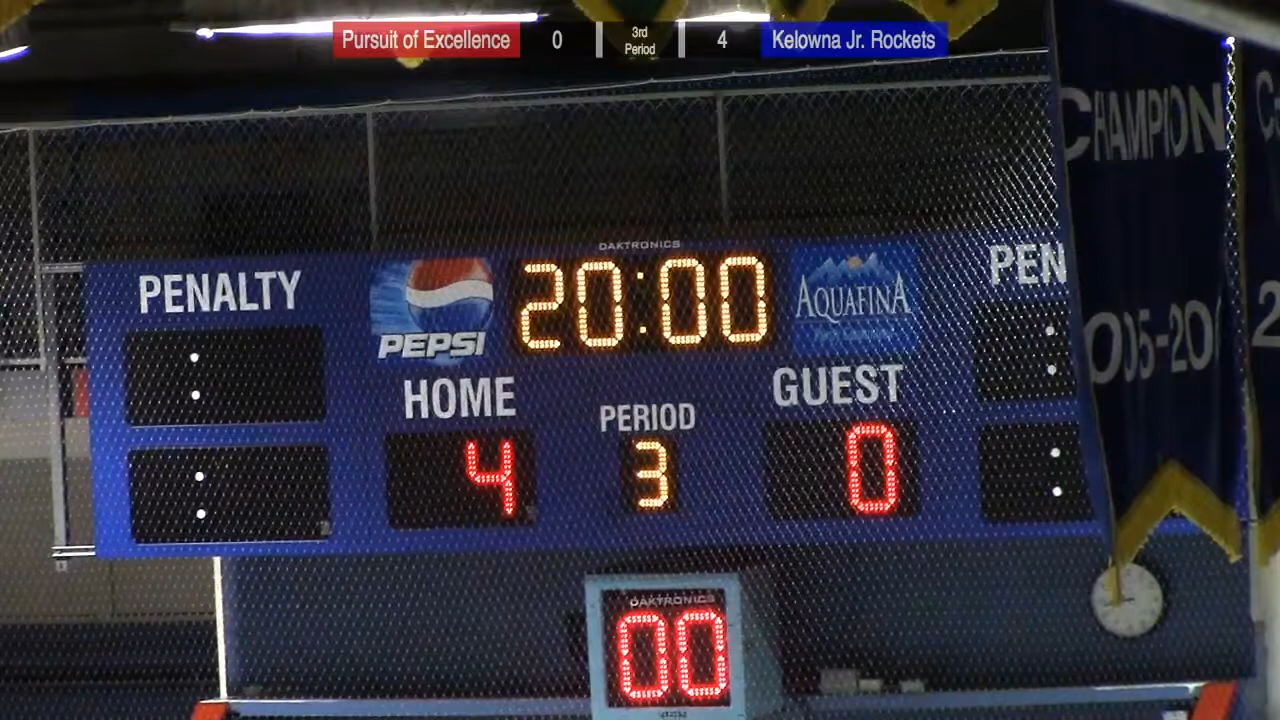 Pursuit of Excellence 0 3rd Period 4 Kelowna Jr. Rockets
CHAMPION
DAKTRONICS
PENALTY
PEPSI
20:00
AQUAFINA
PEN
HOME
PERIOD
GUEST
4
3
0
DAKTRONICS
00